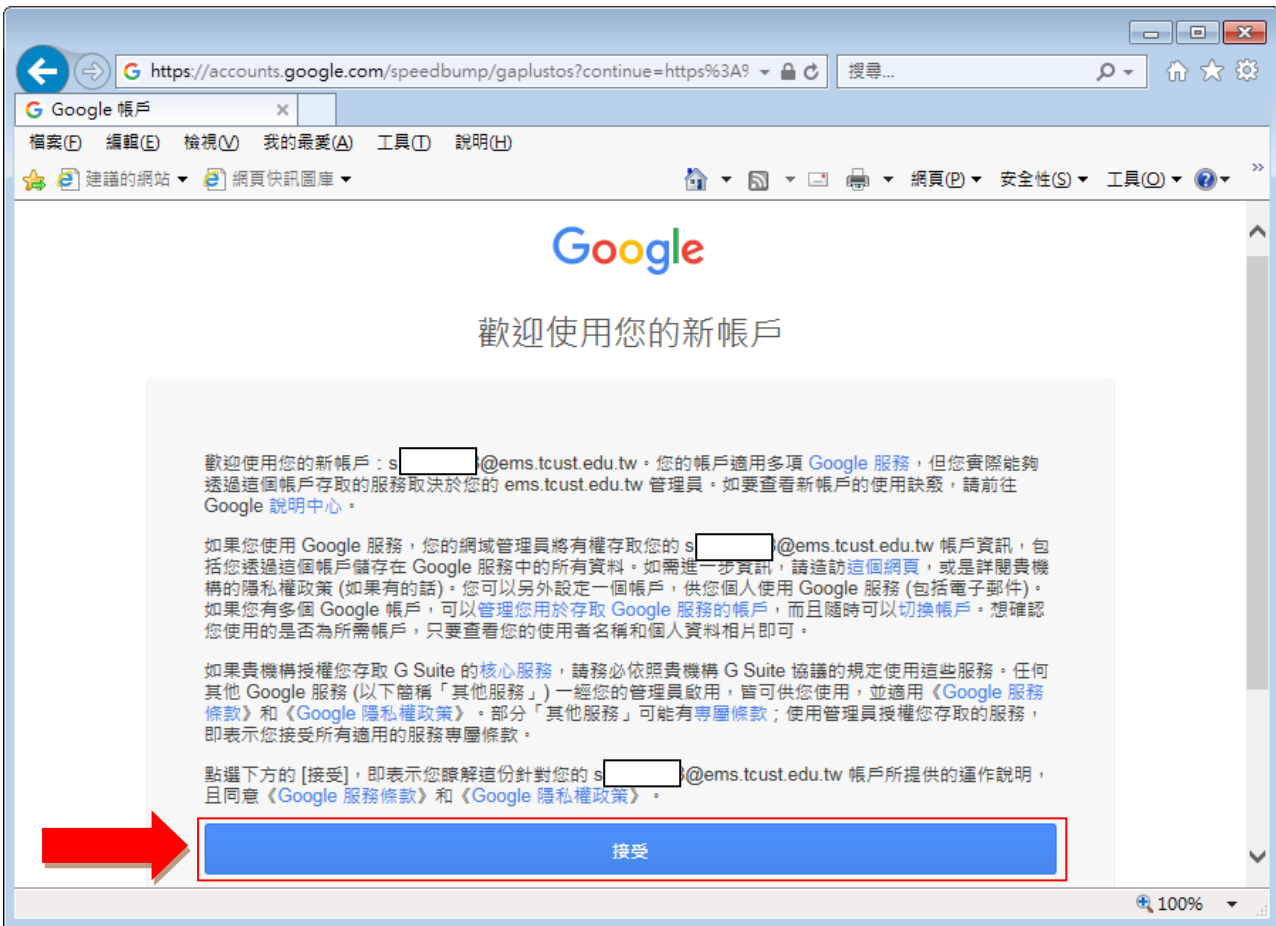 https://accounts.google.com/speedbump/gaplustos?continue=https%3A9
搜尋...
Google 帳戶
檔案(F) 編輯(E) 檢視(V) 我的最愛(A) 工具(T) 說明(H)
建議的網站 網頁快訊圖庫 網頁(P) 安全性(S) 工具(O)
Google
歡迎使用您的新帳戶
歡迎使用您的新帳戶：s @ems.tcust.edu.tw。您的帳戶適用多項 Google 服務，但您實際能夠
透過這個帳戶存取的服務取決於您的 ems.tcust.edu.tw 管理員。如要查看新帳戶的使用訣竅，請前往
Google 說明中心。
如果您使用 Google 服務，您的網域管理員將有權存取您的 s @ems.tcust.edu.tw 帳戶資訊，包
括您透過這個帳戶儲存在 Google 服務中的所有資料。如需進一步資訊，請造訪這個網頁，或是詳閱貴機
構的隱私權政策 (如果有的話)。您可以另外設定一個帳戶，供您個人使用 Google 服務 (包括電子郵件)。
如果您有多個 Google 帳戶，可以管理您用於存取 Google 服務的帳戶，而且隨時可以切換帳戶。想確認
您使用的是否為所需帳戶，只要查看您的使用者名稱和個人資料相片即可。
如果貴機構授權您存取 G Suite 的核心服務，請務必依照貴機構 G Suite 協議的規定使用這些服務。任何
其他 Google 服務 (以下簡稱「其他服務」) 一經您的管理員啟用，皆可供您使用，並適用《Google 服務
條款》和《Google 隱私權政策》。部分「其他服務」可能有專屬條款；使用管理員授權您存取的服務，
即表示您接受所有適用的服務專屬條款。
點選下方的 [接受]，即表示您瞭解這份針對您的 s @ems.tcust.edu.tw 帳戶所提供的運作說明，
且同意《Google 服務條款》和《Google 隱私權政策》。
接受
100%